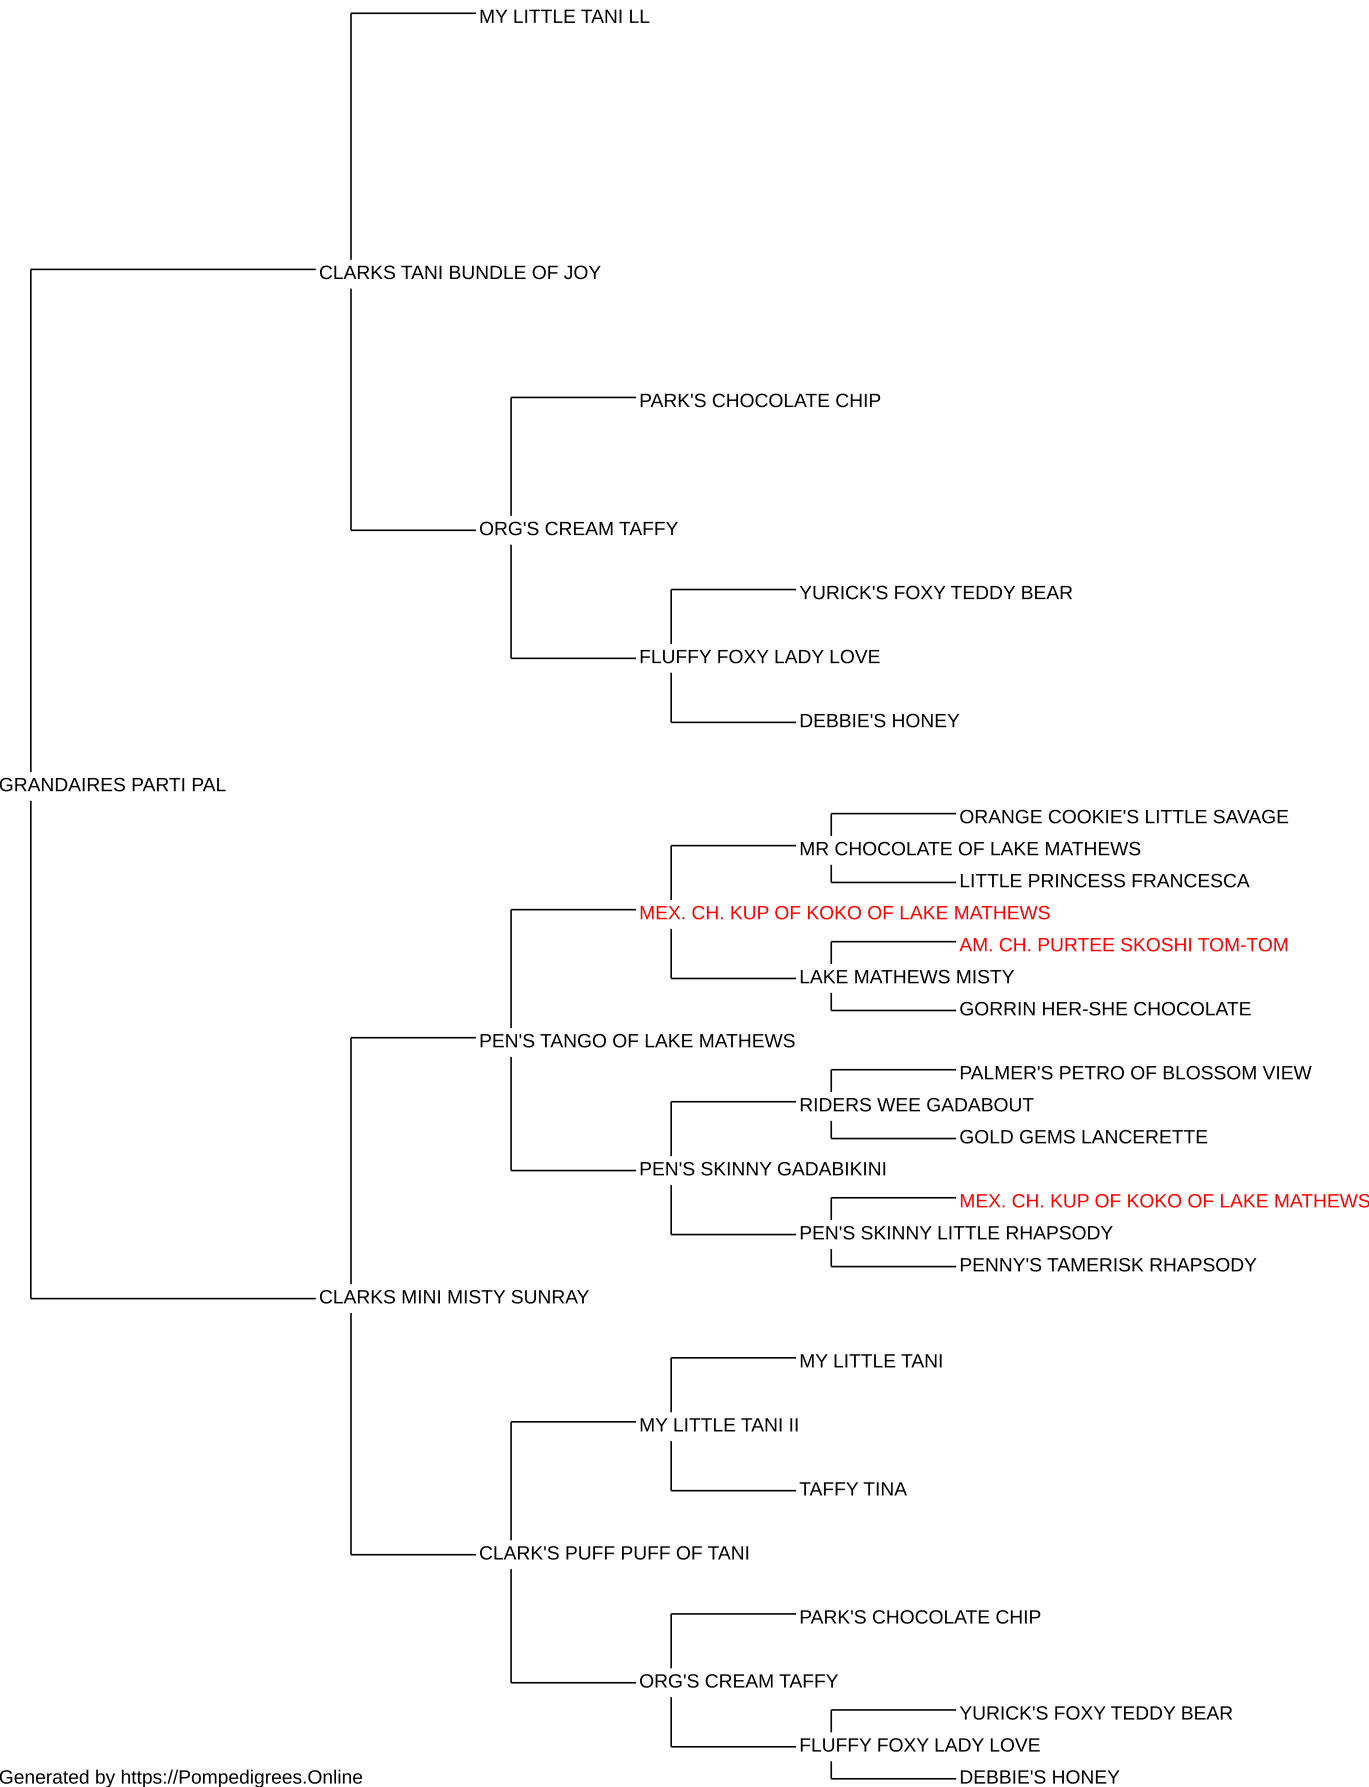 MY LITTLE TANI LL
CLARKS TANI BUNDLE OF JOY
PARK'S CHOCOLATE CHIP
ORG'S CREAM TAFFY
YURICK'S FOXY TEDDY BEAR
FLUFFY FOXY LADY LOVE
DEBBIE'S HONEY
GRANDAIRES PARTI PAL
ORANGE COOKIE'S LITTLE SAVAGE
MR CHOCOLATE OF LAKE MATHEWS
LITTLE PRINCESS FRANCESCA
MEX. CH. KUP OF KOKO OF LAKE MATHEWS
AM. CH. PURTEE SKOSHI TOM-TOM
LAKE MATHEWS MISTY
GORRIN HER-SHE CHOCOLATE
PEN'S TANGO OF LAKE MATHEWS
PALMER'S PETRO OF BLOSSOM VIEW
RIDERS WEE GADABOUT
GOLD GEMS LANCERETTE
PEN'S SKINNY GADABIKINI
MEX. CH. KUP OF KOKO OF LAKE MATHEWS
PEN'S SKINNY LITTLE RHAPSODY
PENNY'S TAMERISK RHAPSODY
CLARKS MINI MISTY SUNRAY
MY LITTLE TANI
MY LITTLE TANI II
TAFFY TINA
CLARK'S PUFF PUFF OF TANI
PARK'S CHOCOLATE CHIP
ORG'S CREAM TAFFY
YURICK'S FOXY TEDDY BEAR
FLUFFY FOXY LADY LOVE
DEBBIE'S HONEY
Generated by https://Pompedigrees.Online